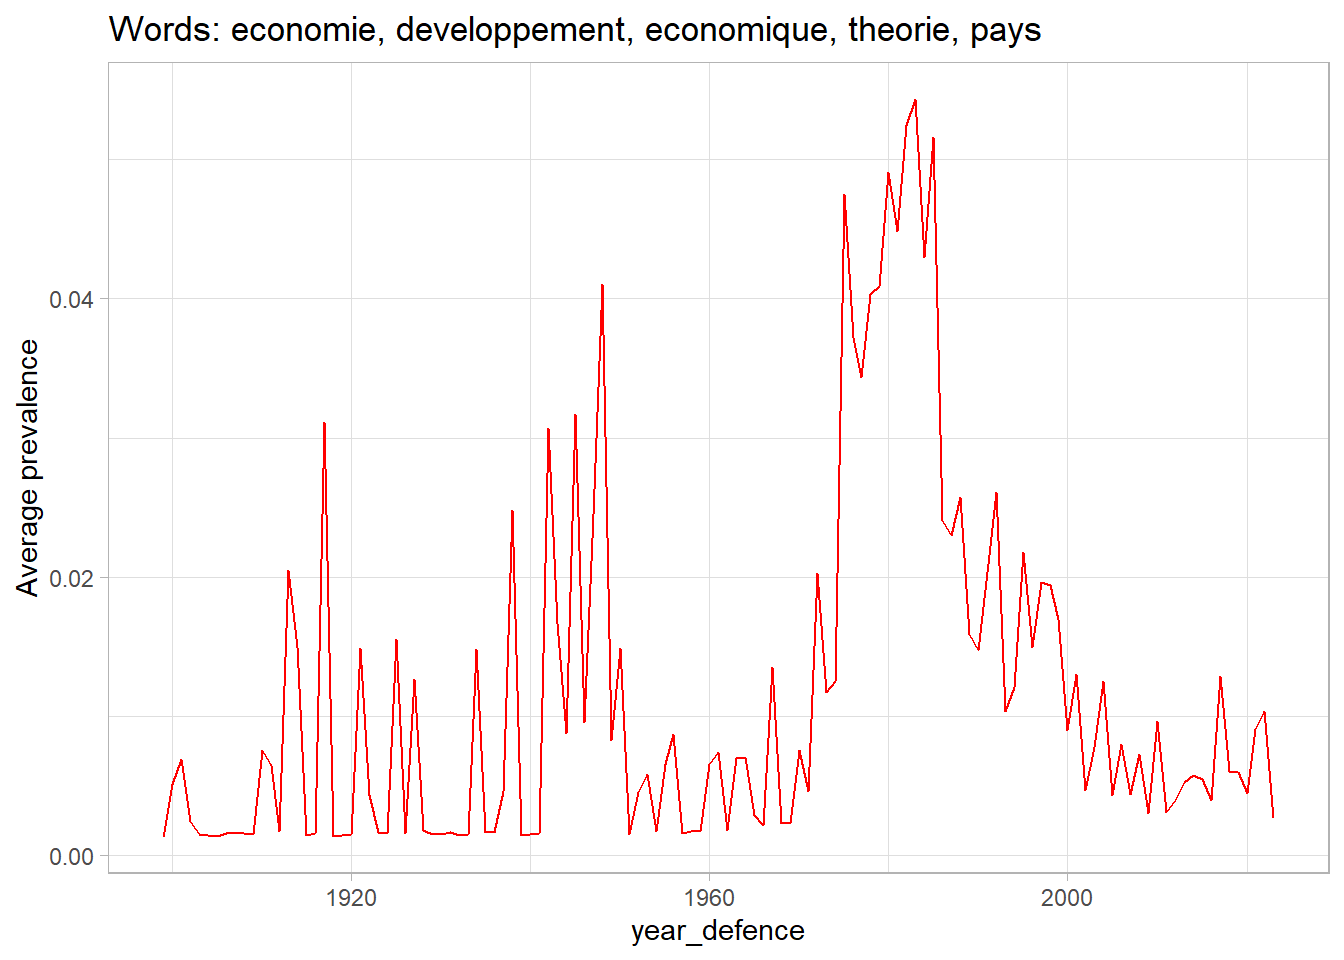 Words: economie, developpement, economique, theorie, pays
Average prevalence
0.04
0.02
0.00
1920
1960
2000
year_defence